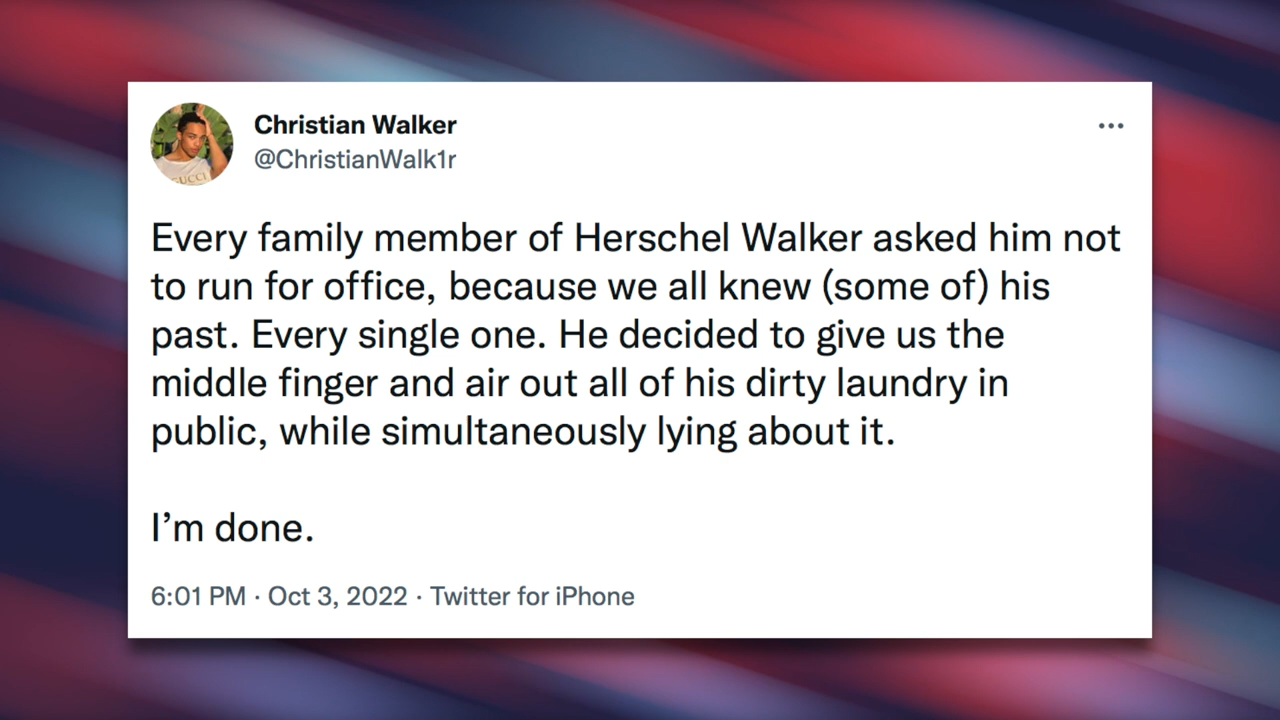 Christian Walker
@ChristianWalk1r
GUCCI
Every family member of Herschel Walker asked him not
to run for office, because we all knew (some of) his
past. Every single one. He decided to give us the
middle finger and air out all of his dirty laundry in
public, while simultaneously lying about it.
I’m done.
6:01 PM · Oct 3, 2022 · Twitter for iPhone